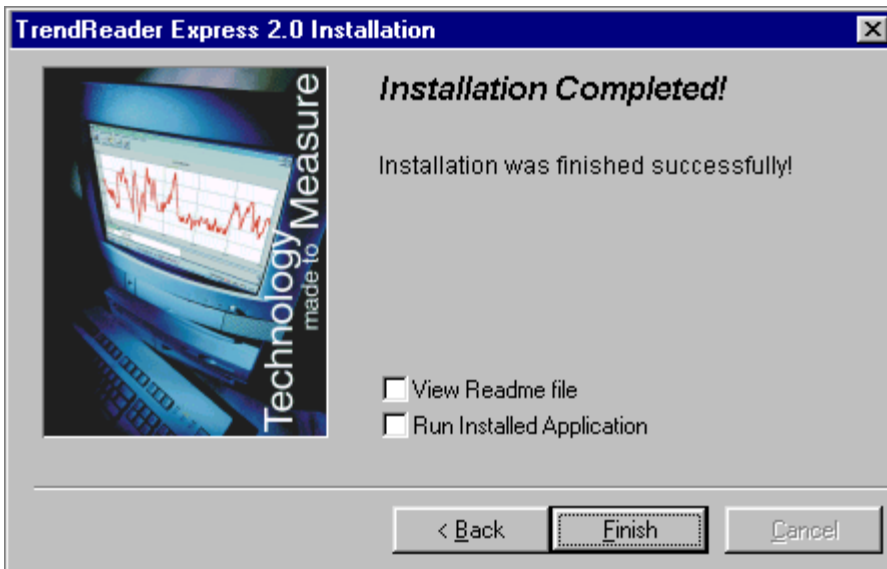 TrendReader Express 2.0 Installation
Technology
made to Measure
Installation Completed!
Installation was finished successfully!
View Readme file
Run Installed Application
< Back
Finish
Cancel